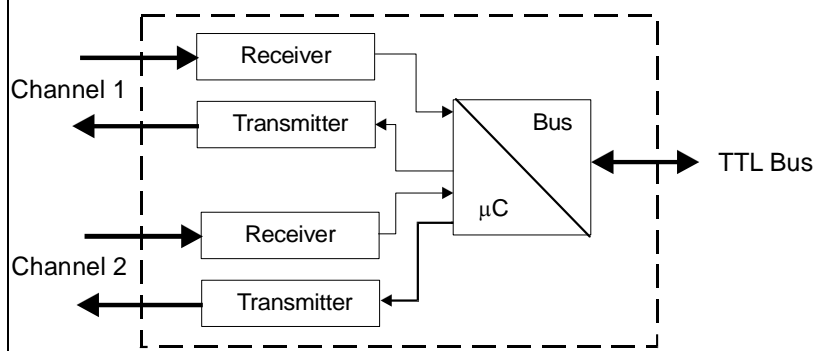 Receiver
Channel 1
Transmitter
Bus
TTL Bus
μC
Receiver
Channel 2
Transmitter